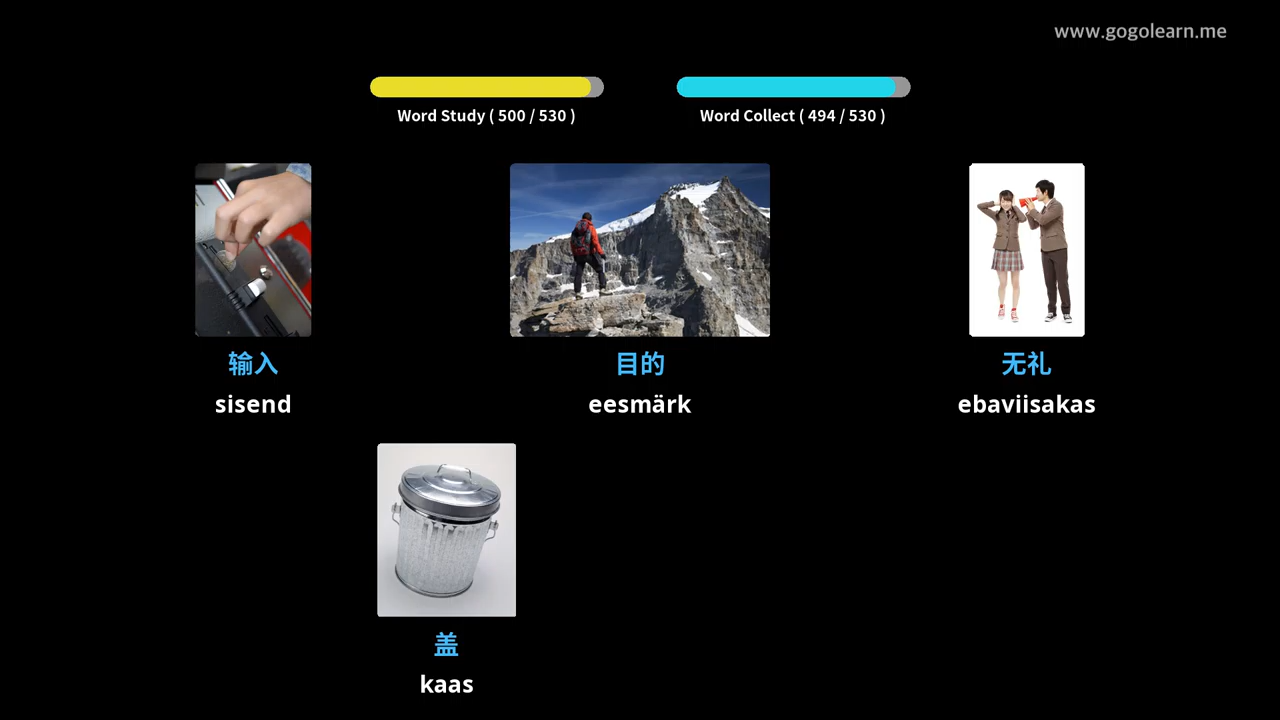 www.gogolearn.me
Word Study ( 500 / 530 )
Word Collect ( 494 / 530 )
输入
sisend
目的
eesmärk
无礼
ebaviisakas
盖
kaas